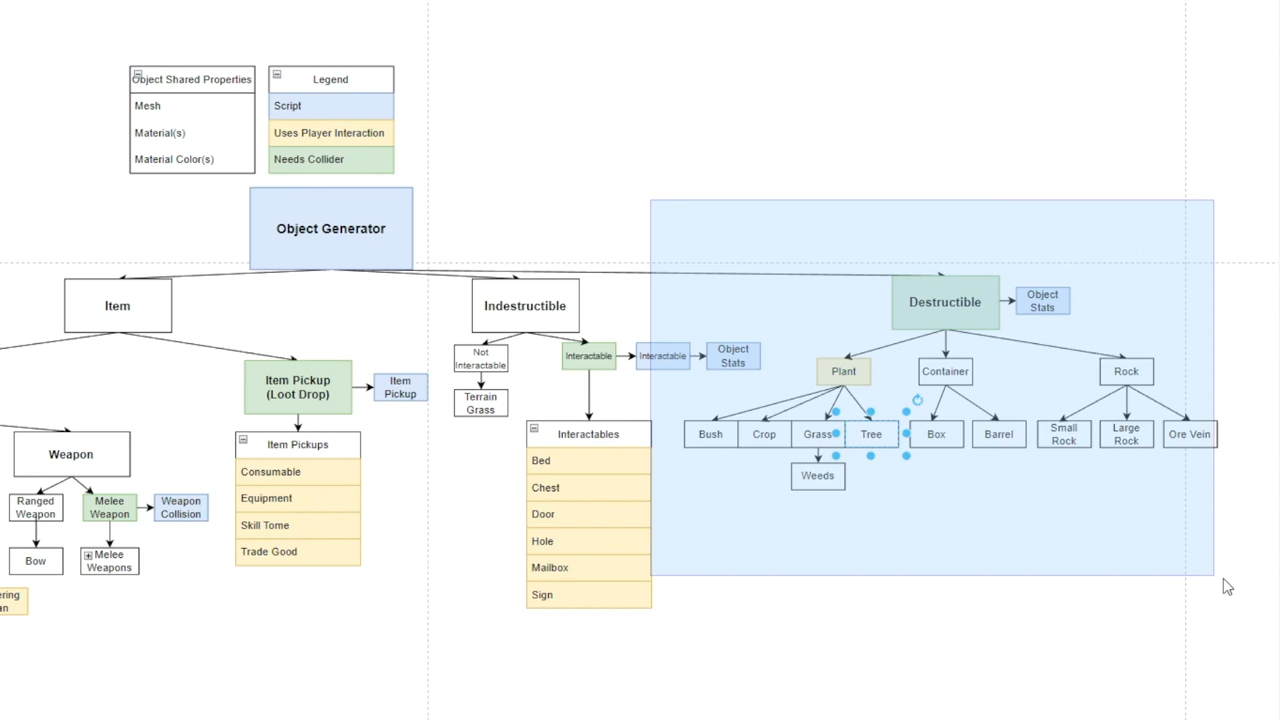 Object Shared Properties
Mesh
Material(s)
Material Color(s)
Legend
Script
Uses Player Interaction
Needs Collider
Object Generator
Item
Indestructible
Destructible
Object
Stats
Not
Interactable
Interactable
Interactable
Object
Stats
Terrain
Grass
Item Pickup
(Loot Drop)
Item
Pickup
Plant
Container
Rock
Bush
Crop
Grass
Tree
Box
Barrel
Small
Rock
Large
Rock
Ore Vein
Weeds
Weapon
Item Pickups
Consumable
Equipment
Skill Tome
Trade Good
Interactables
Bed
Chest
Door
Hole
Mailbox
Sign
Ranged
Weapon
Melee
Weapon
Weapon
Collision
Bow
Melee
Weapons